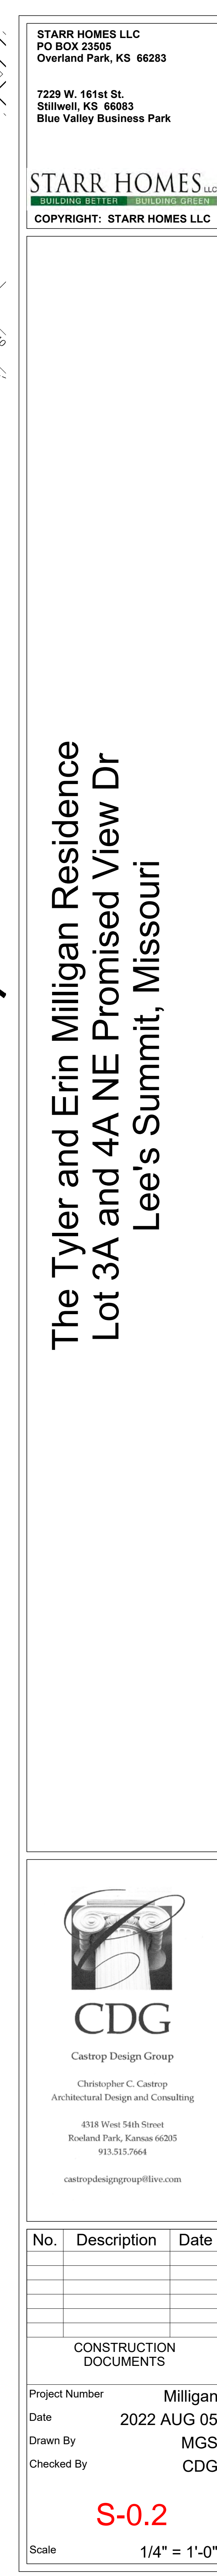 STARR HOMES LLC
PO BOX 23505
Overland Park, KS 66283
7229 W. 161st St.
Stillwell, KS 66083
Blue Valley Business Park
STARR HOMES LLC
BUILDING BETTER BUILDING GREEN
COPYRIGHT: STARR HOMES LLC
The Tyler and Erin Milligan Residence
Lot 3A and 4A NE Promised View Dr
Lee's Summit, Missouri
CDG
Castrop Design Group
Christopher C. Castrop
Architectural Design and Consulting
4318 West 54th Street
Roeland Park, Kansas 66205
913.515.7664
castropdesigngroup@live.com
No. Description Date
CONSTRUCTION
DOCUMENTS
Project Number Milligan
Date 2022 AUG 05
Drawn By MGS
Checked By CDG
S-0.2
Scale 1/4" = 1'-0"